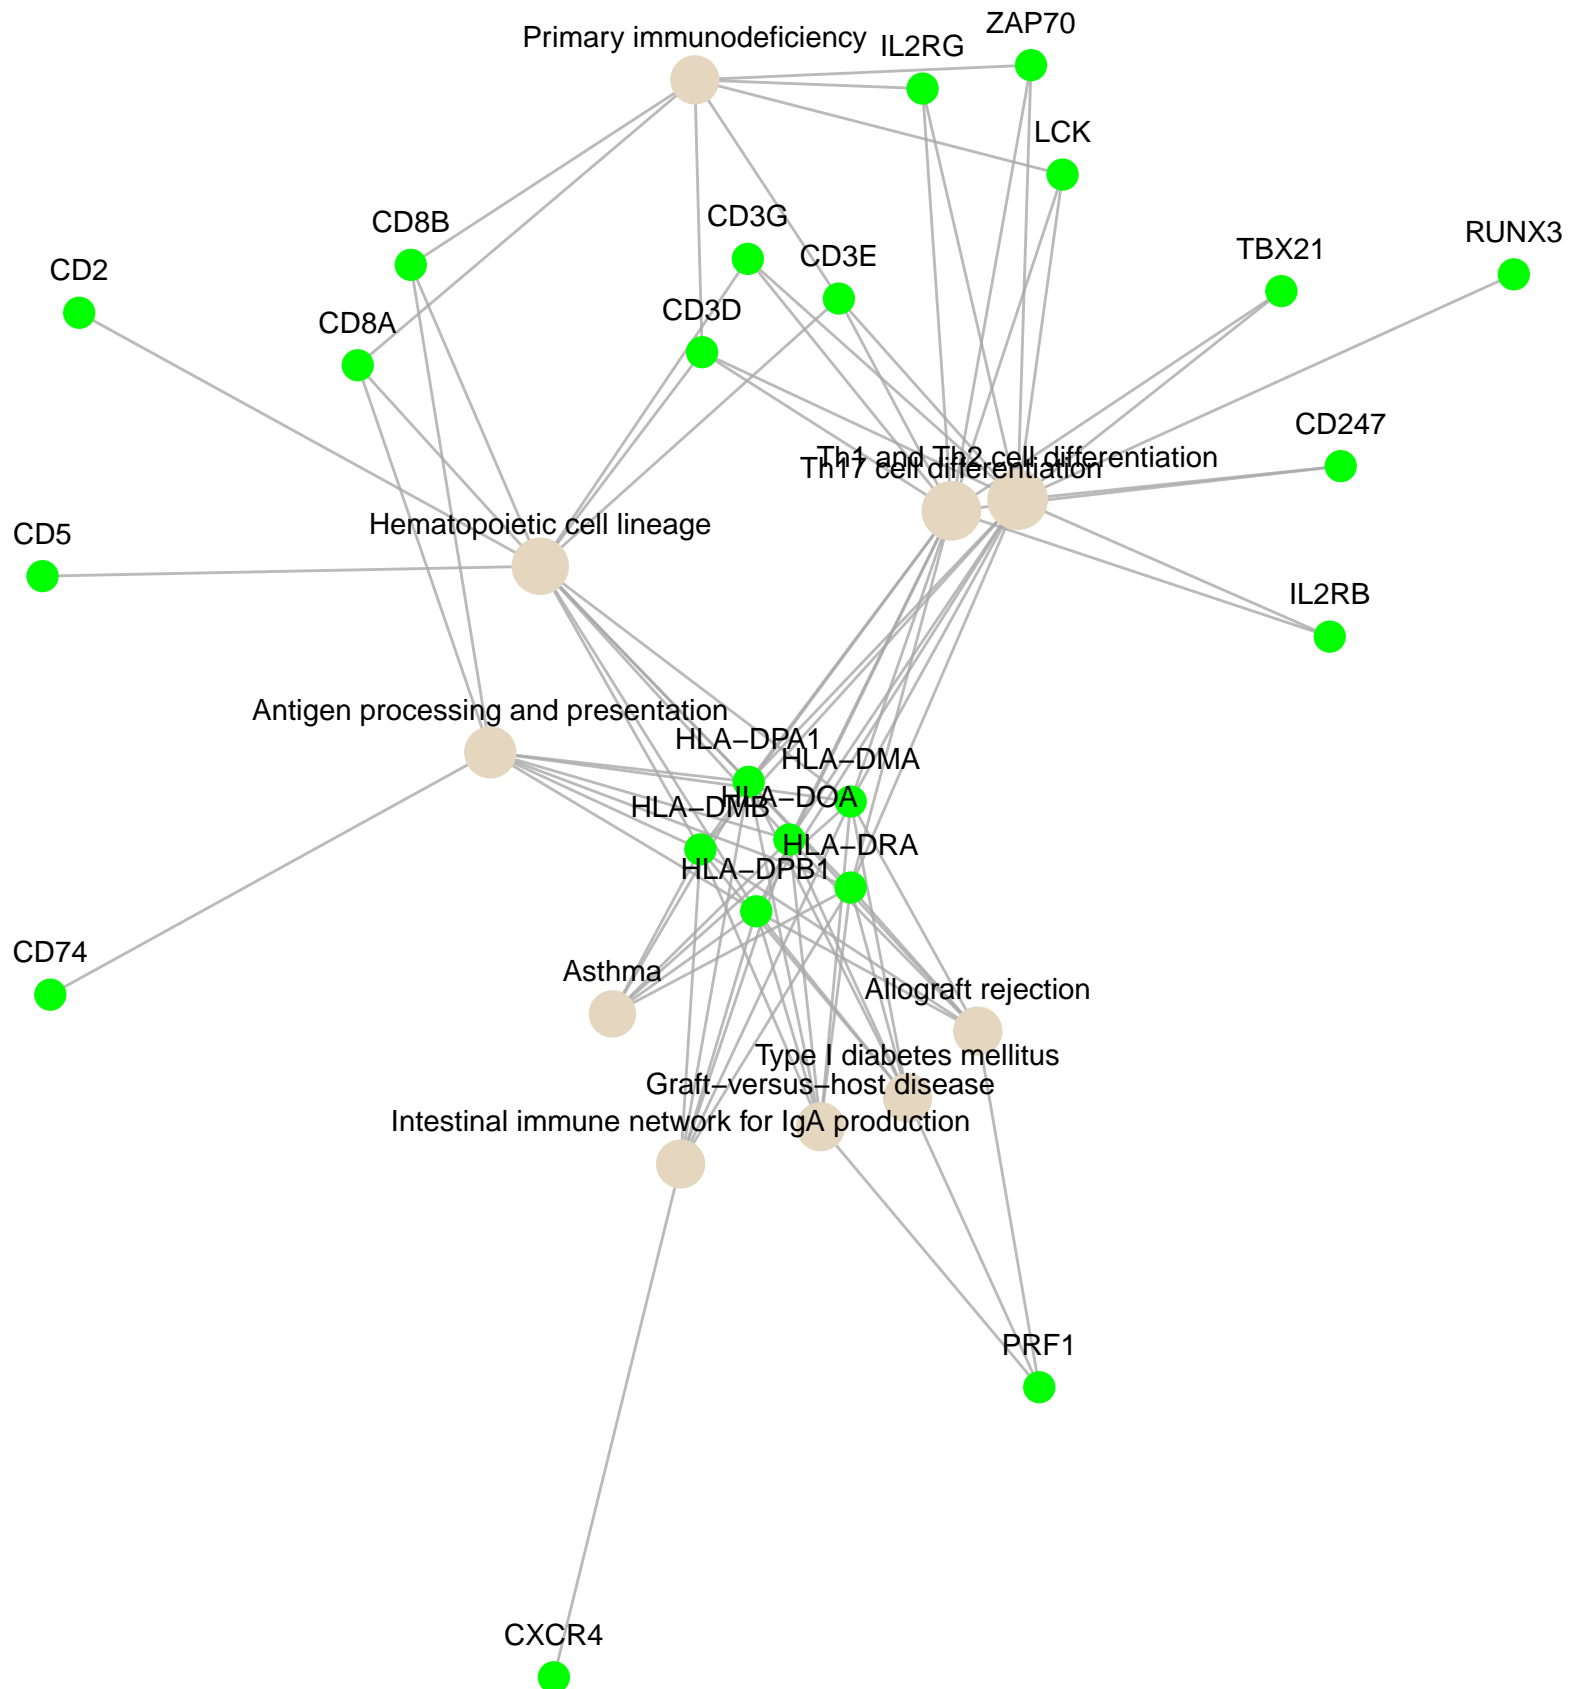 ZAP70
Primary immunodeficiency
IL2RG
LCK
CD3G
CD8B
RUNX3
TBX21
CD3E
CD2
CD3D
CD8A
CD247
Th1 and Th2 cell differentiation
Th17 cell differentiation
Hematopoietic cell lineage
CD5
IL2RB
Antigen processing and presentation
HLA−DPA1
HLA−DMA
HLA−DOA
HLA−DMB
HLA−DRA
HLA−DPB1
CD74
Asthma
Allograft rejection
Type I diabetes mellitus
Graft−versus−host disease
Intestinal immune network for IgA production
PRF1
CXCR4